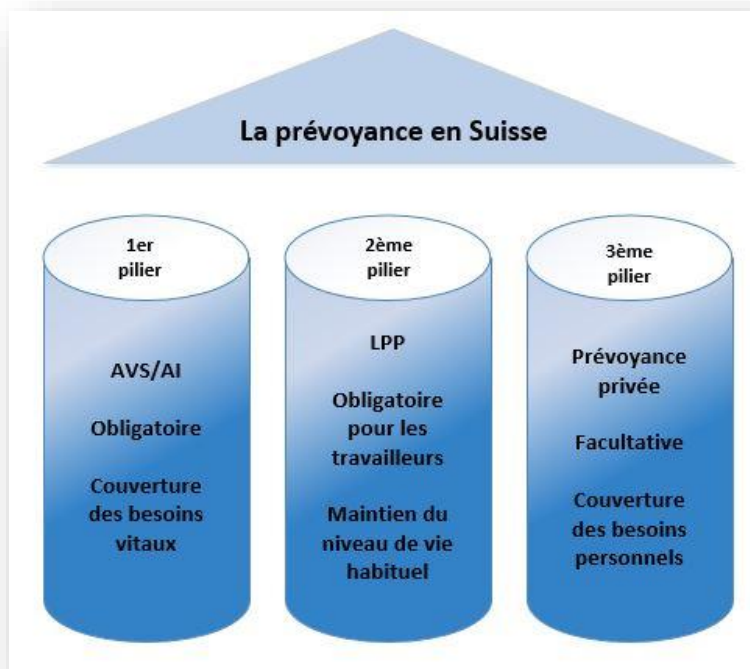 La prévoyance en Suisse
1er
pilier
AVS/AI
Obligatoire
Couverture
des besoins
vitaux
2ème
pilier
LPP
Obligatoire
pour les
travailleurs
Maintien du
niveau de vie
habituel
3ème
pilier
Prévoyance
privée
Facultative
Couverture
des besoins
personnels